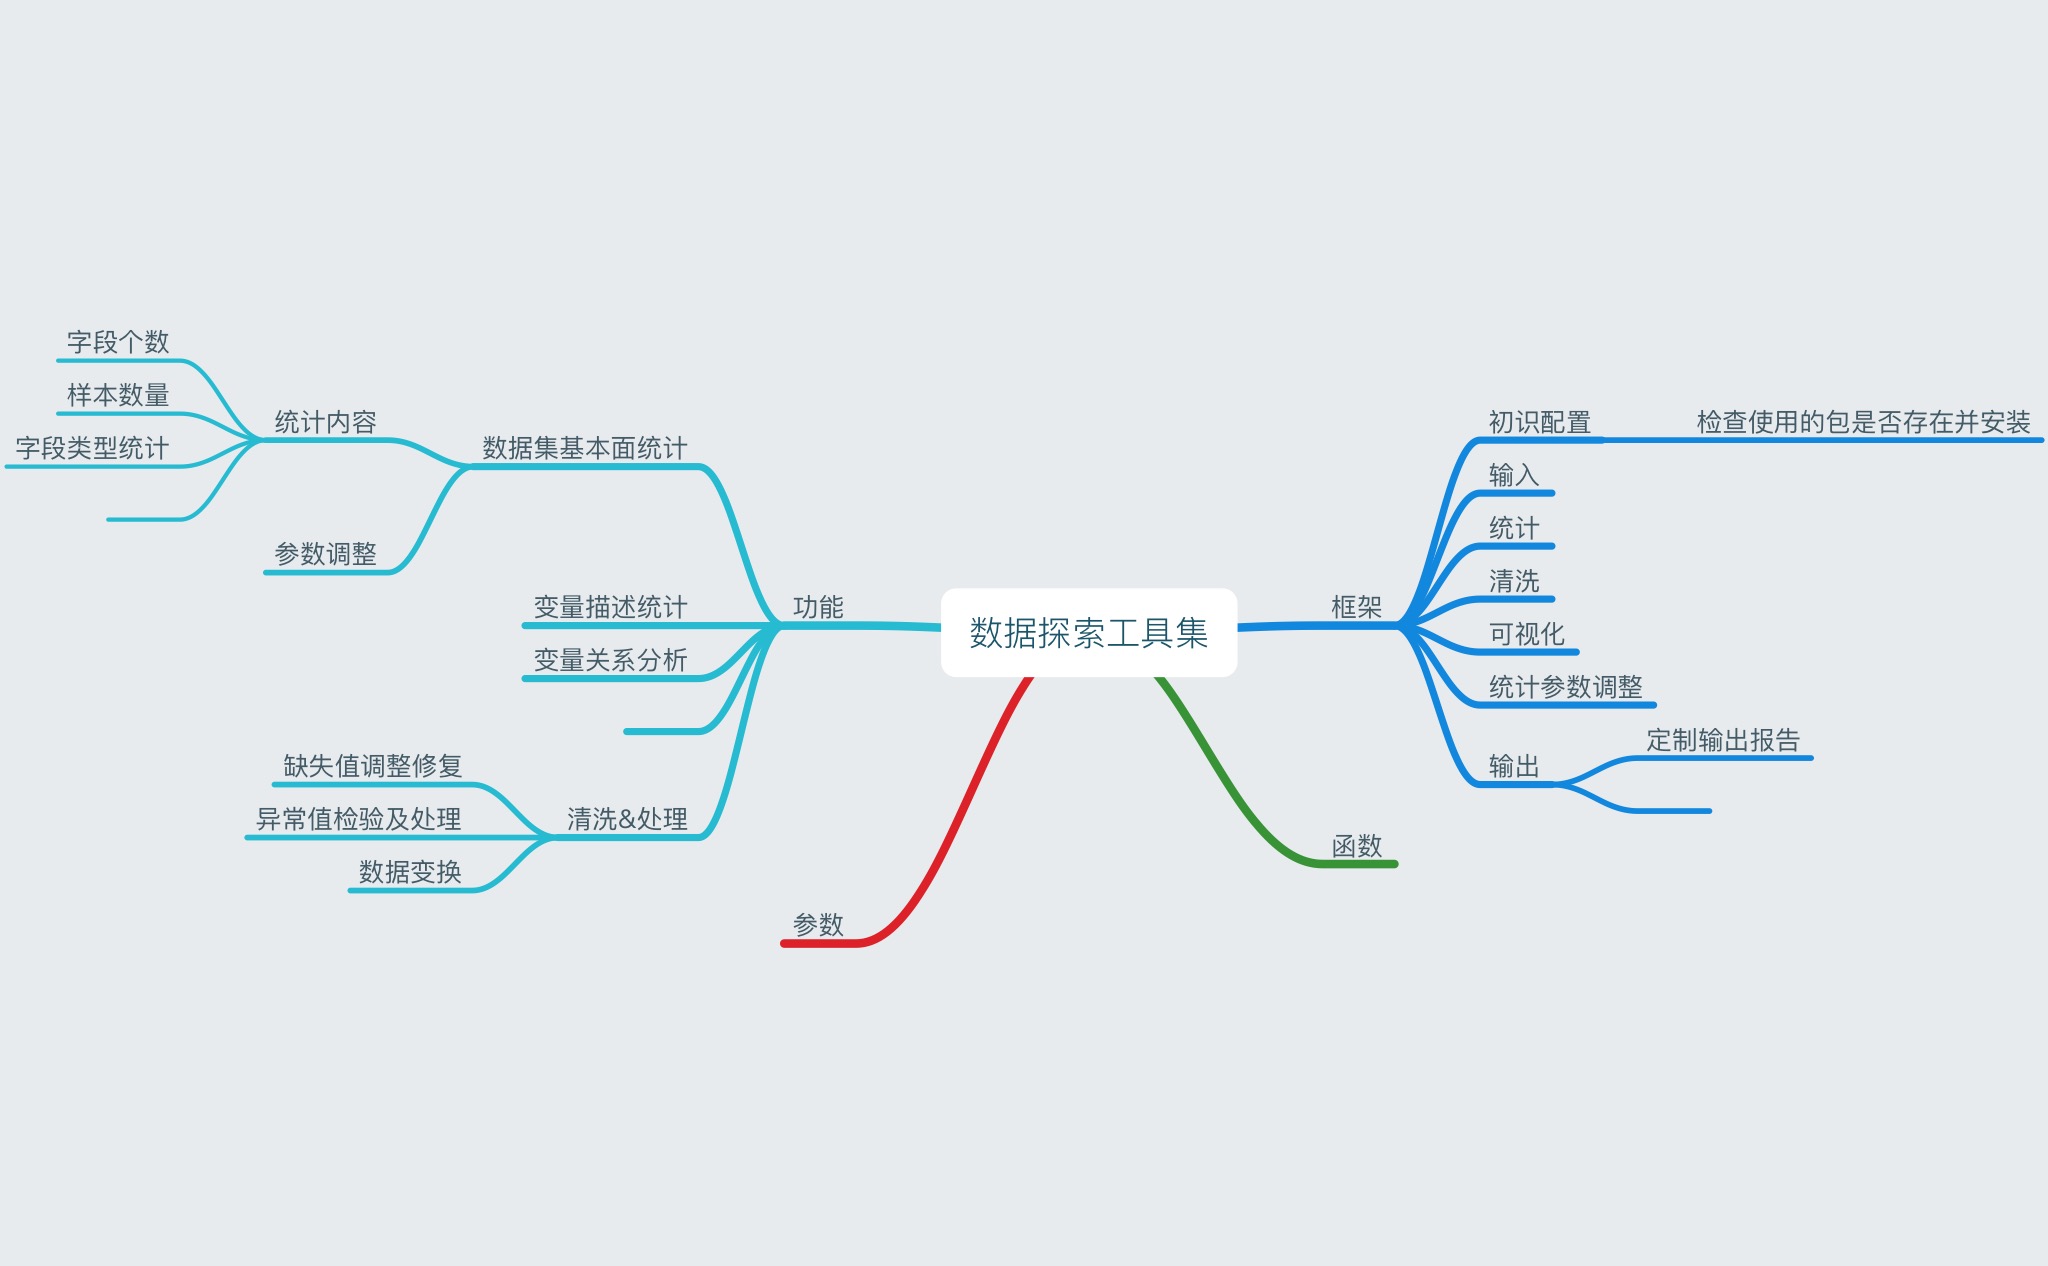 数据探索工具集
框架
初识配置
检查使用的包是否存在并安装
输入
统计
清洗
可视化
统计参数调整
输出
定制输出报告
函数
功能
数据集基本面统计
统计内容
字段个数
样本数量
字段类型统计
参数调整
变量描述统计
变量关系分析
清洗&处理
缺失值调整修复
异常值检验及处理
数据变换
参数